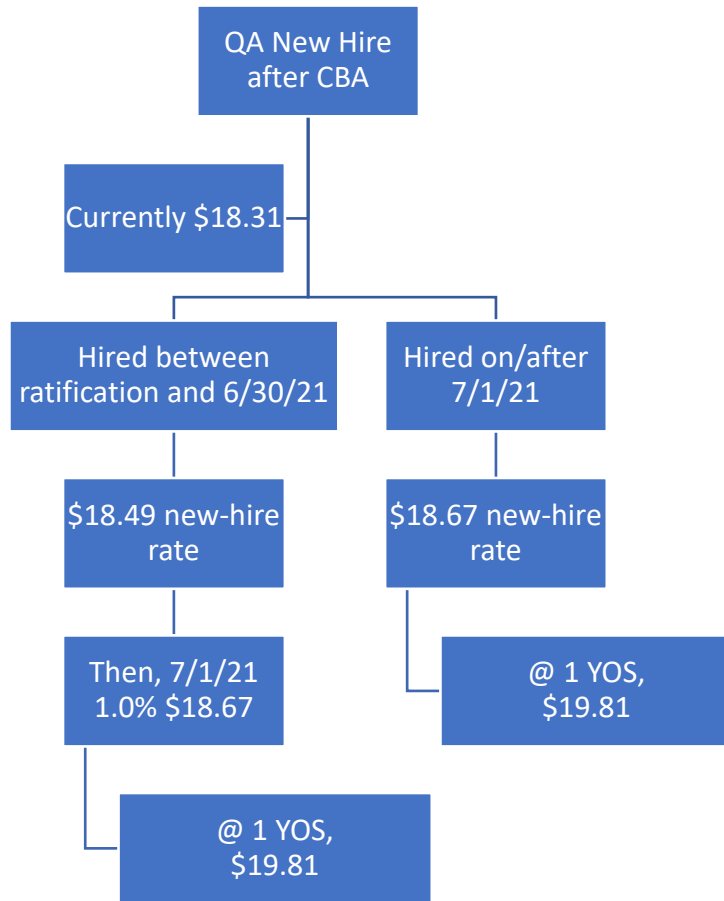 QA New Hire
after CBA
Currently $18.31
Hired between
ratification and 6/30/21
Hired on/after
7/1/21
$18.49 new-hire
rate
$18.67 new-hire
rate
Then, 7/1/21
1.0% $18.67
@ 1 YOS,
$19.81
@ 1 YOS,
$19.81